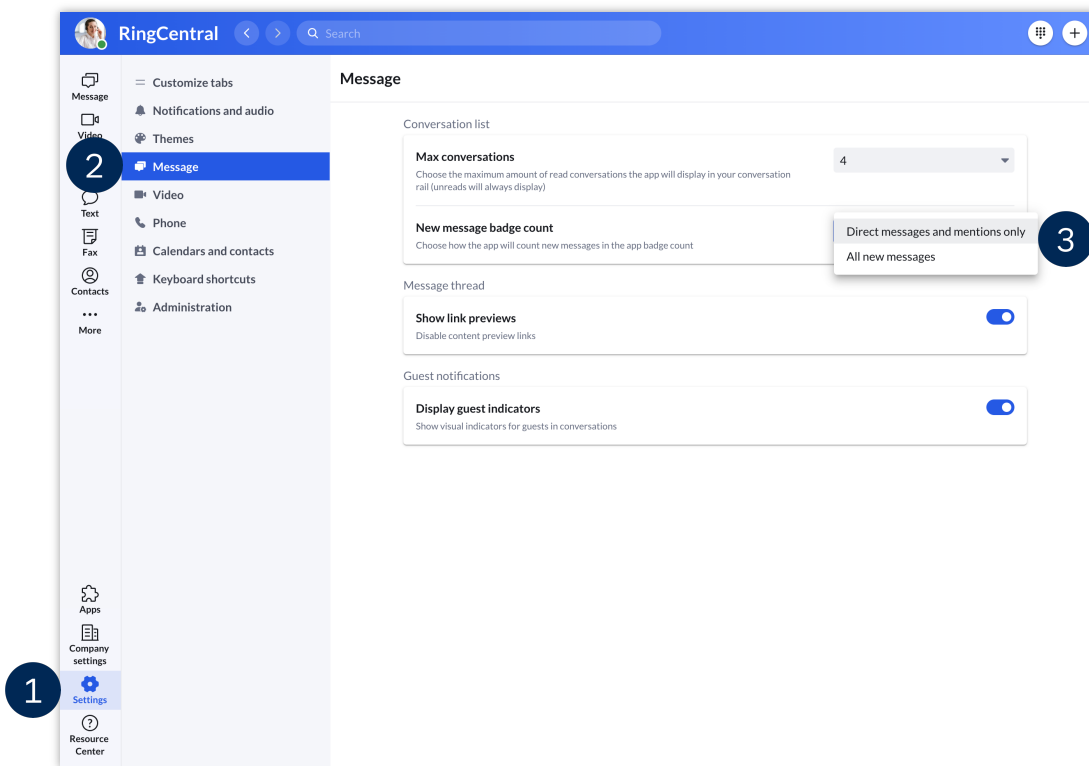 RingCentral
Search
Message
Video
Text
Fax
Contacts
More
Apps
Company
settings
Settings
Resource
Center
1
2
Customize tabs
Notifications and audio
Themes
Message
Video
Phone
Calendars and contacts
Keyboard shortcuts
Administration
Message
Conversation list
Max conversations
Choose the maximum amount of read conversations the app will display in your conversation
rail (unreads will always display)
4
New message badge count
Choose how the app will count new messages in the app badge count
Direct messages and mentions only
All new messages
3
Message thread
Show link previews
Disable content preview links
Guest notifications
Display guest indicators
Show visual indicators for guests in conversations